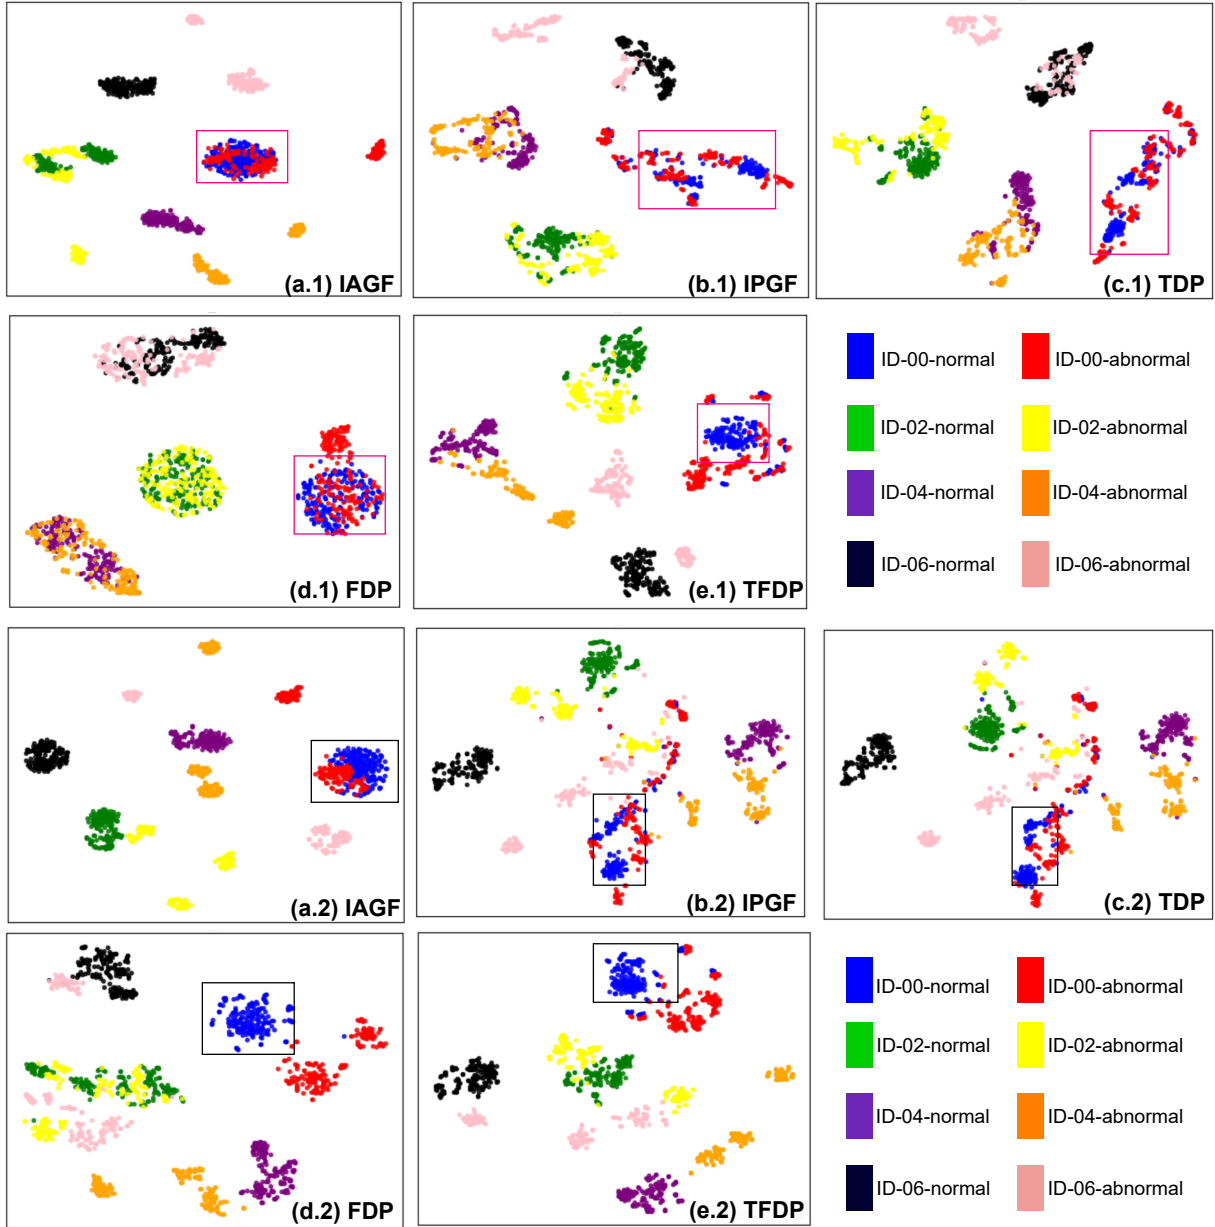 (a.1) IAGF
(b.1) IPGF
(c.1) TDP
(d.1) FDP
(e.1) TFDP
ID-00-normal
ID-00-abnormal
ID-02-normal
ID-02-abnormal
ID-04-normal
ID-04-abnormal
ID-06-normal
ID-06-abnormal
(a.2) IAGF
(b.2) IPGF
(c.2) TDP
(d.2) FDP
(e.2) TFDP
ID-00-normal
ID-00-abnormal
ID-02-normal
ID-02-abnormal
ID-04-normal
ID-04-abnormal
ID-06-normal
ID-06-abnormal